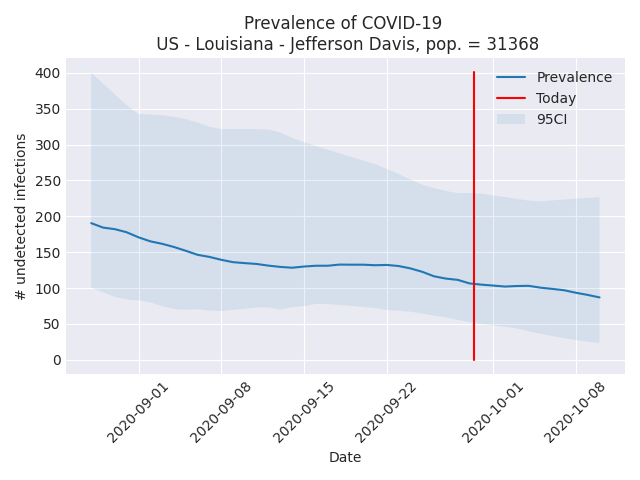 Prevalence of COVID-19
US - Louisiana - Jefferson Davis, pop. = 31368
# undetected infections
400
350
300
250
200
150
100
50
0
Prevalence
Today
95CI
2020-09-01
2020-09-08
2020-09-15
2020-09-22
2020-10-01
2020-10-08
Date